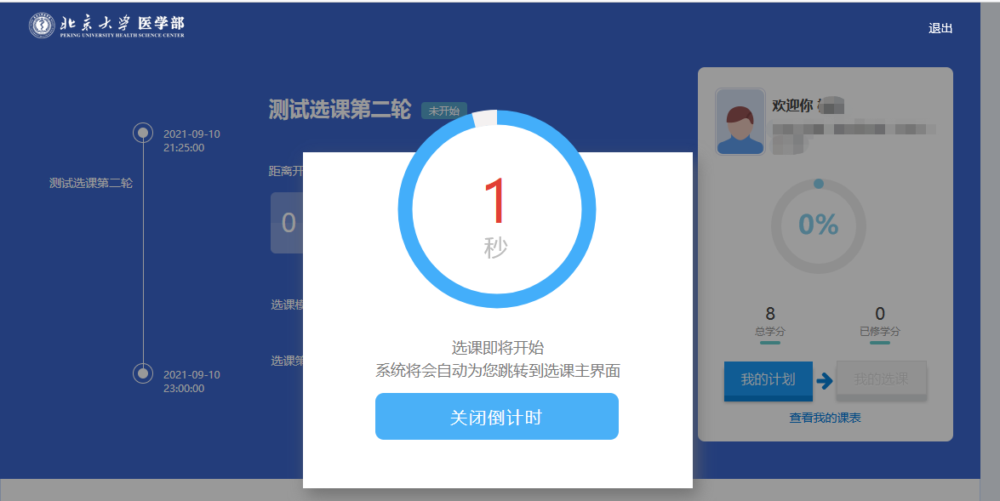 北京大学医学部
PEKING UNIVERSITY HEALTH SCIENCE CENTER
退出
测试选课第二轮
未开始
2021-09-10
21:25:00
测试选课第二轮
2021-09-10
23:00:00
距离开
0
选课
选课第
1
秒
选课即将开始
系统将会自动为您跳转到选课主界面
关闭倒计时
欢迎你
0%
8
总学分
0
已修学分
我的计划
我的选课
查看我的课表